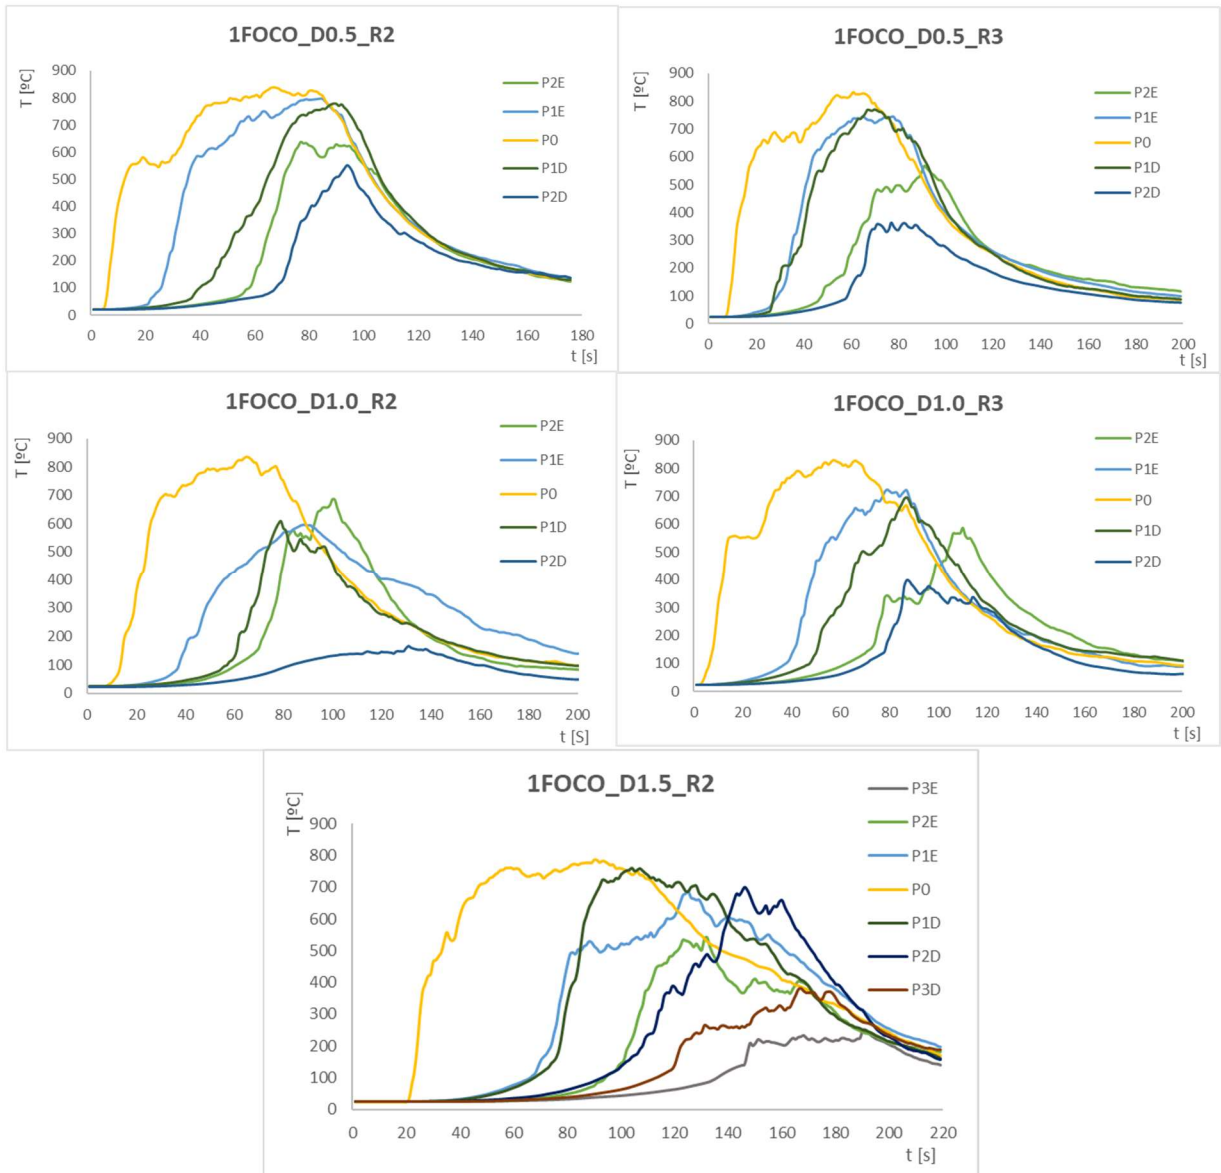 1FOCO_D0.5_R2
T [ºC]
900
800
700
600
500
400
300
200
100
0
0 20 40 60 80 100 120 140 160 180
t [s]
P2E
P1E
P0
P1D
P2D
1FOCO_D0.5_R3
T [ºC]
900
800
700
600
500
400
300
200
100
0
0 20 40 60 80 100 120 140 160 180 200
t [s]
P2E
P1E
P0
P1D
P2D
1FOCO_D1.0_R2
T [ºC]
900
800
700
600
500
400
300
200
100
0
0 20 40 60 80 100 120 140 160 180 200
t [S]
P2E
P1E
P0
P1D
P2D
1FOCO_D1.0_R3
T [ºC]
900
800
700
600
500
400
300
200
100
0
0 20 40 60 80 100 120 140 160 180 200
t [s]
P2E
P1E
P0
P1D
P2D
1FOCO_D1.5_R2
T [ºC]
900
800
700
600
500
400
300
200
100
0
0 20 40 60 80 100 120 140 160 180 200 220
t [s]
P3E
P2E
P1E
P0
P1D
P2D
P3D